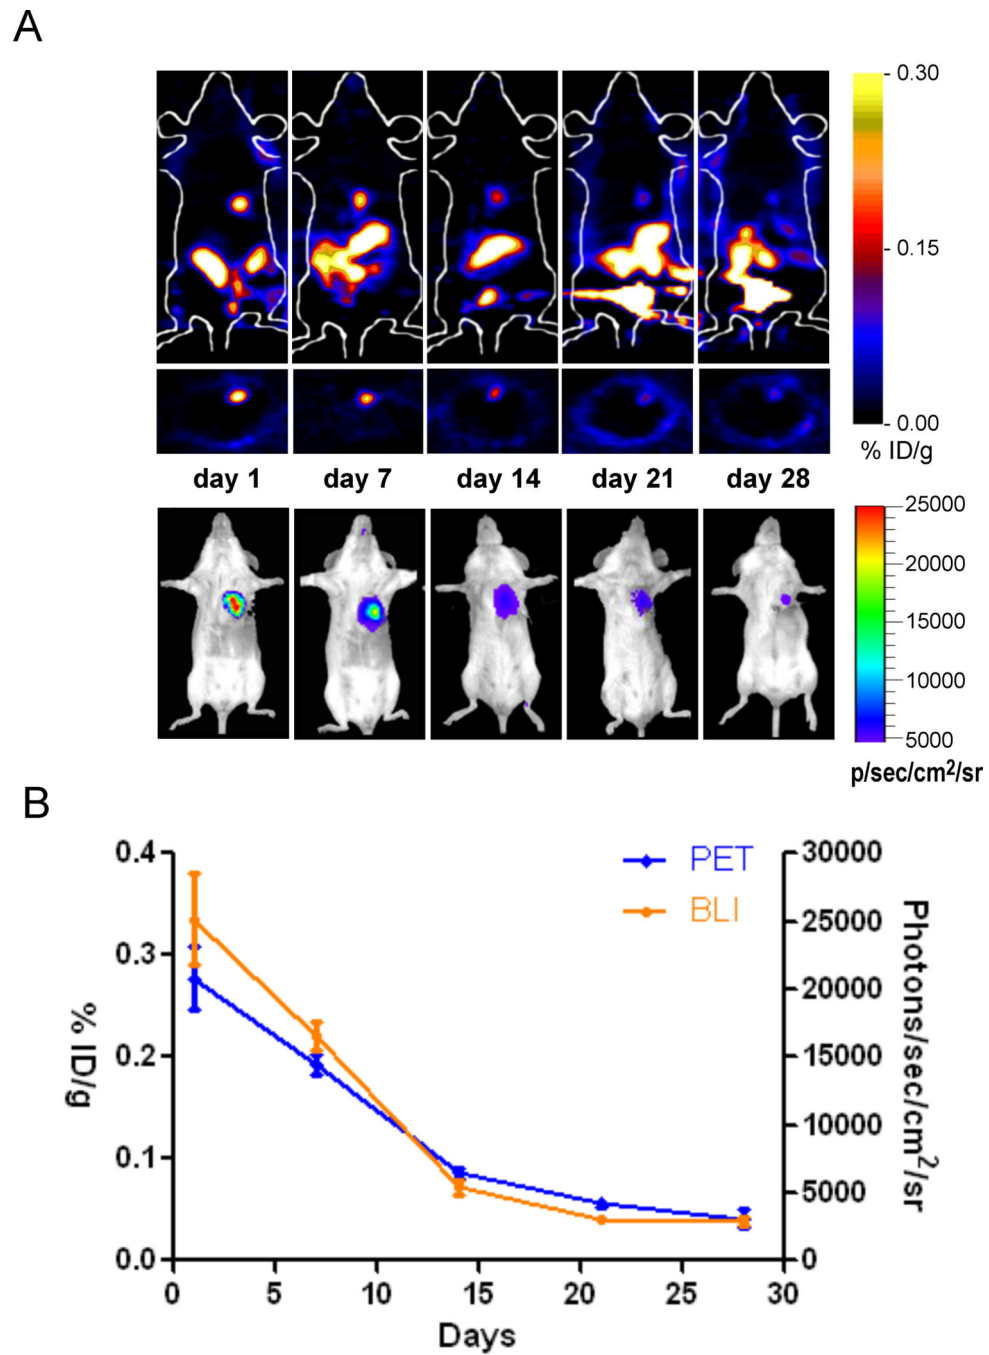 A
0.30
0.15
0.00
% ID/g
day 1 day 7 day 14 day 21 day 28
25000
20000
15000
10000
5000
p/sec/cm²/sr
B
0.4
0.3
0.2
0.1
0.0
% ID/g
PET
BLI
30000
25000
20000
15000
10000
5000
0
Photons/sec/cm²/sr
0 5 10 15 20 25 30
Days